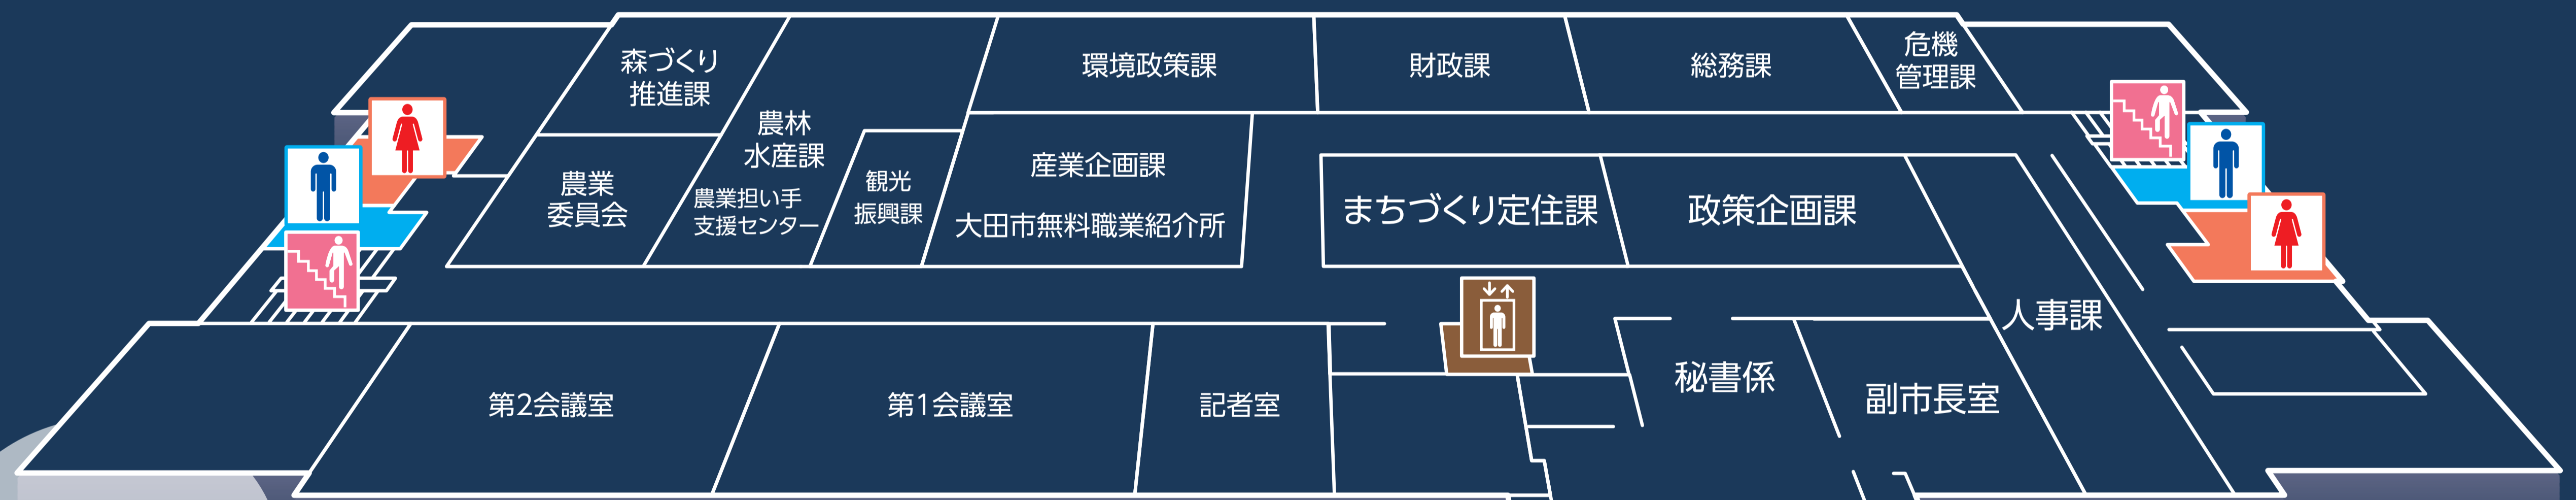 森づくり
推進課
環境政策課
財政課
総務課
危機
管理課
農業
委員会
農林
水産課
農業担い手
支援センター
観光
振興課
産業企画課
大田市無料職業紹介所
まちづくり定住課
政策企画課
人事課
第2会議室
第1会議室
記者室
秘書係
副市長室